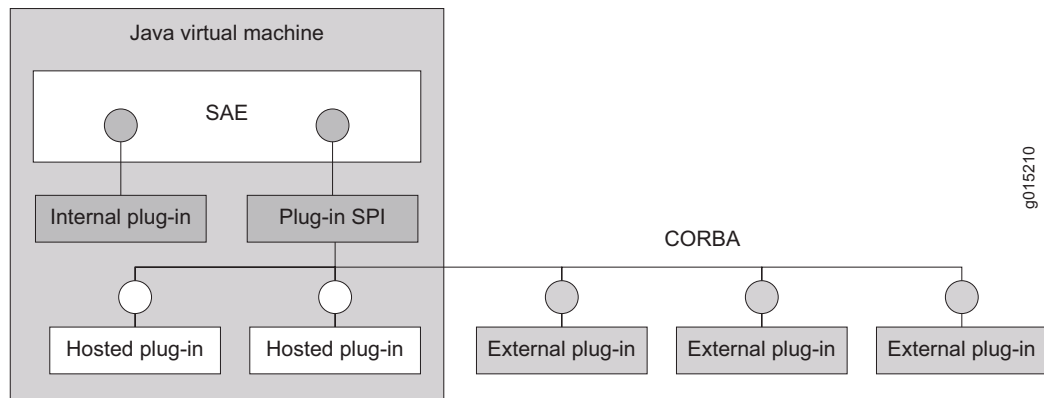 Java virtual machine
SAE
Internal plug-in
Plug-in SPI
CORBA
Hosted plug-in
Hosted plug-in
External plug-in
External plug-in
External plug-in
g015210